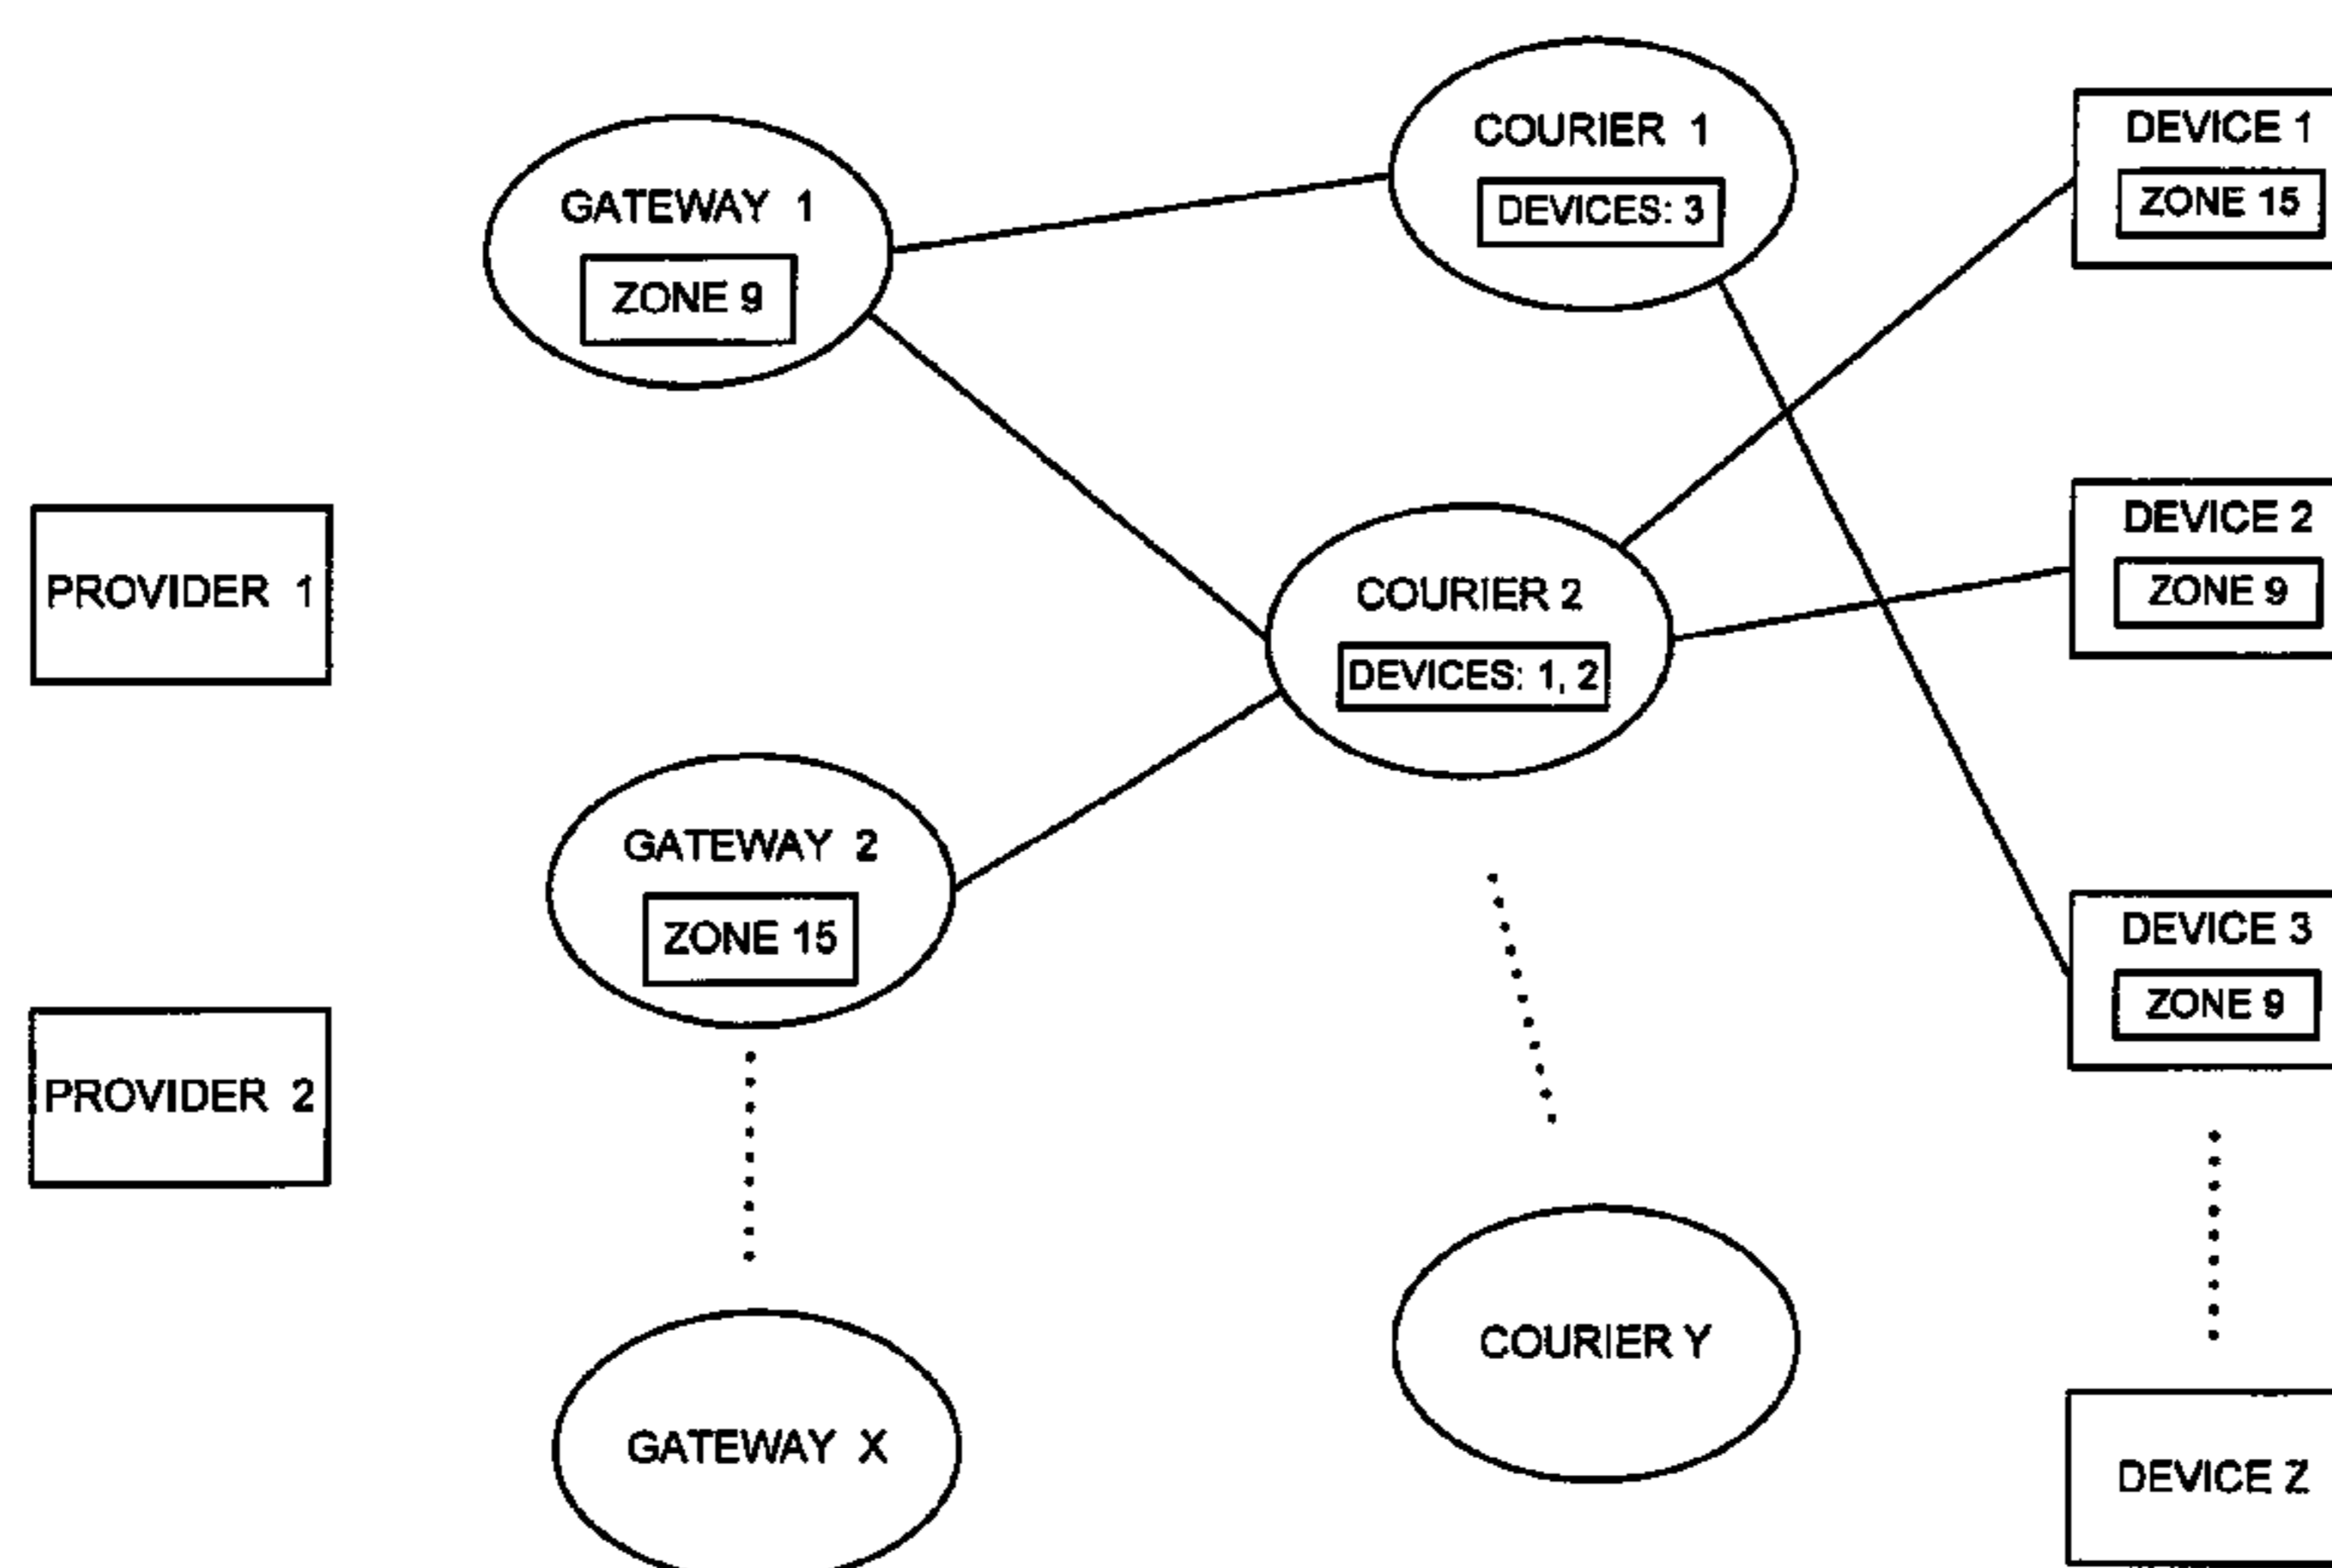 PROVIDER 1
PROVIDER 2
GATEWAY 1
ZONE 9
GATEWAY 2
ZONE 15
GATEWAY X
COURIER 1
DEVICES: 3
COURIER 2
DEVICES: 1, 2
COURIER Y
DEVICE 1
ZONE 15
DEVICE 2
ZONE 9
DEVICE 3
ZONE 9
DEVICE Z